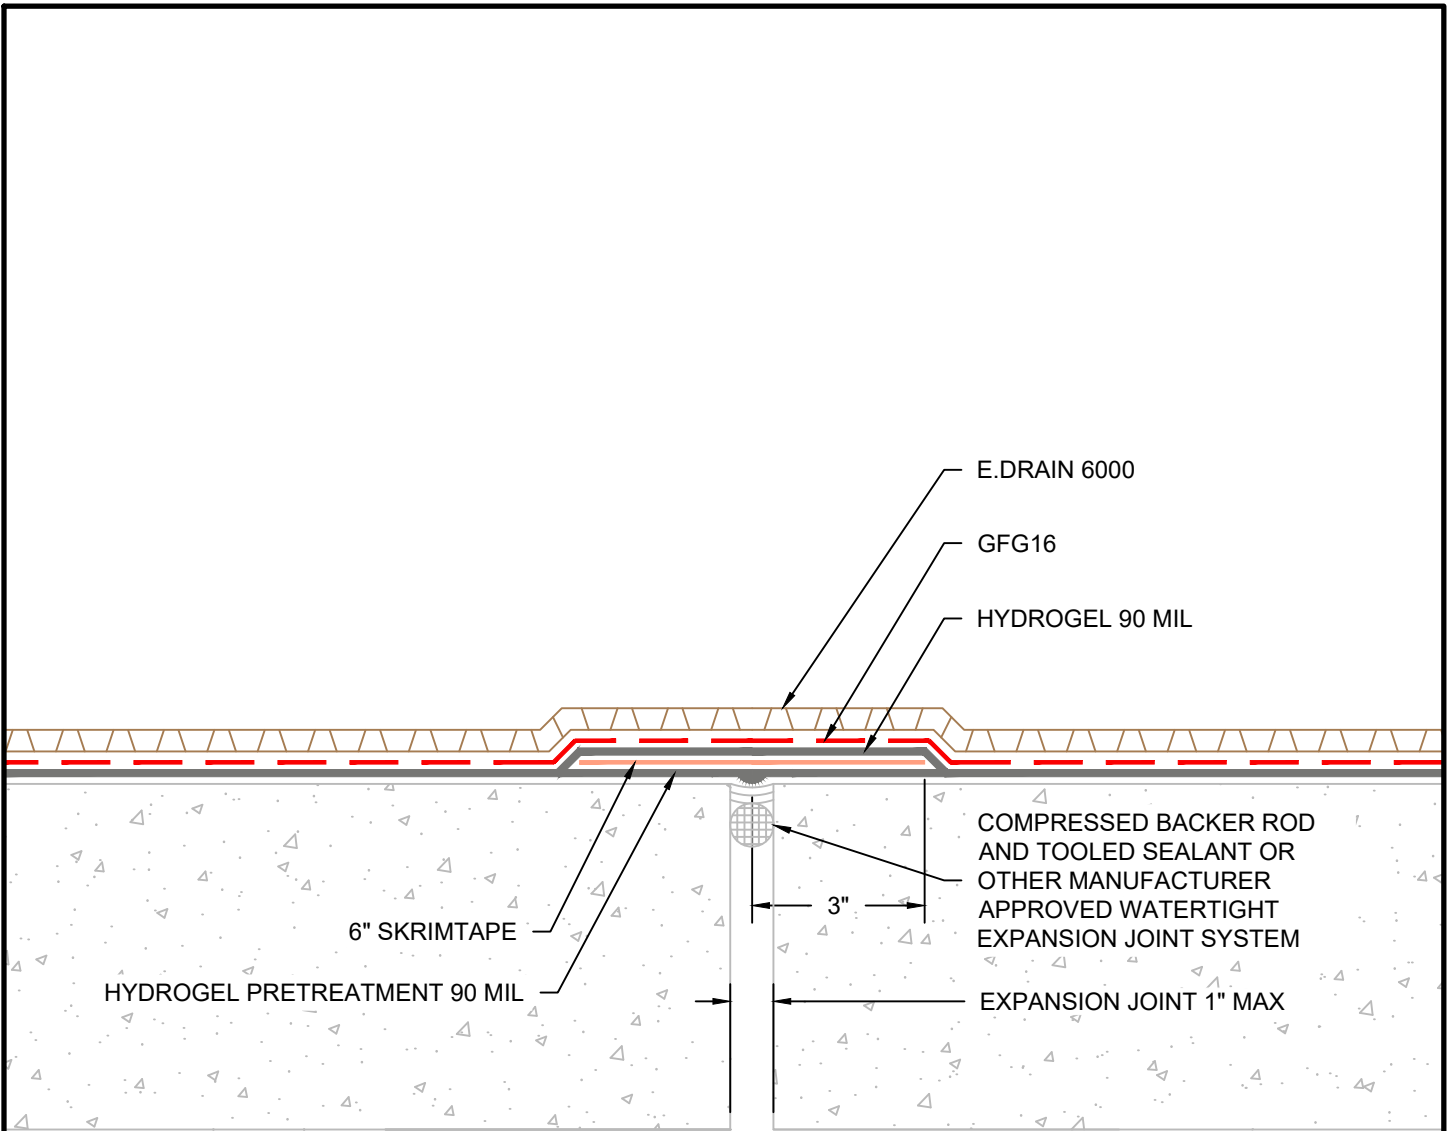 E.DRAIN 6000
GFG16
HYDROGEL 90 MIL
COMPRESSED BACKER ROD
AND TOOLED SEALANT OR
OTHER MANUFACTURER
APPROVED WATERTIGHT
EXPANSION JOINT SYSTEM
3"
6" SKRIMTAPE
HYDROGEL PRETREATMENT 90 MIL
EXPANSION JOINT 1" MAX